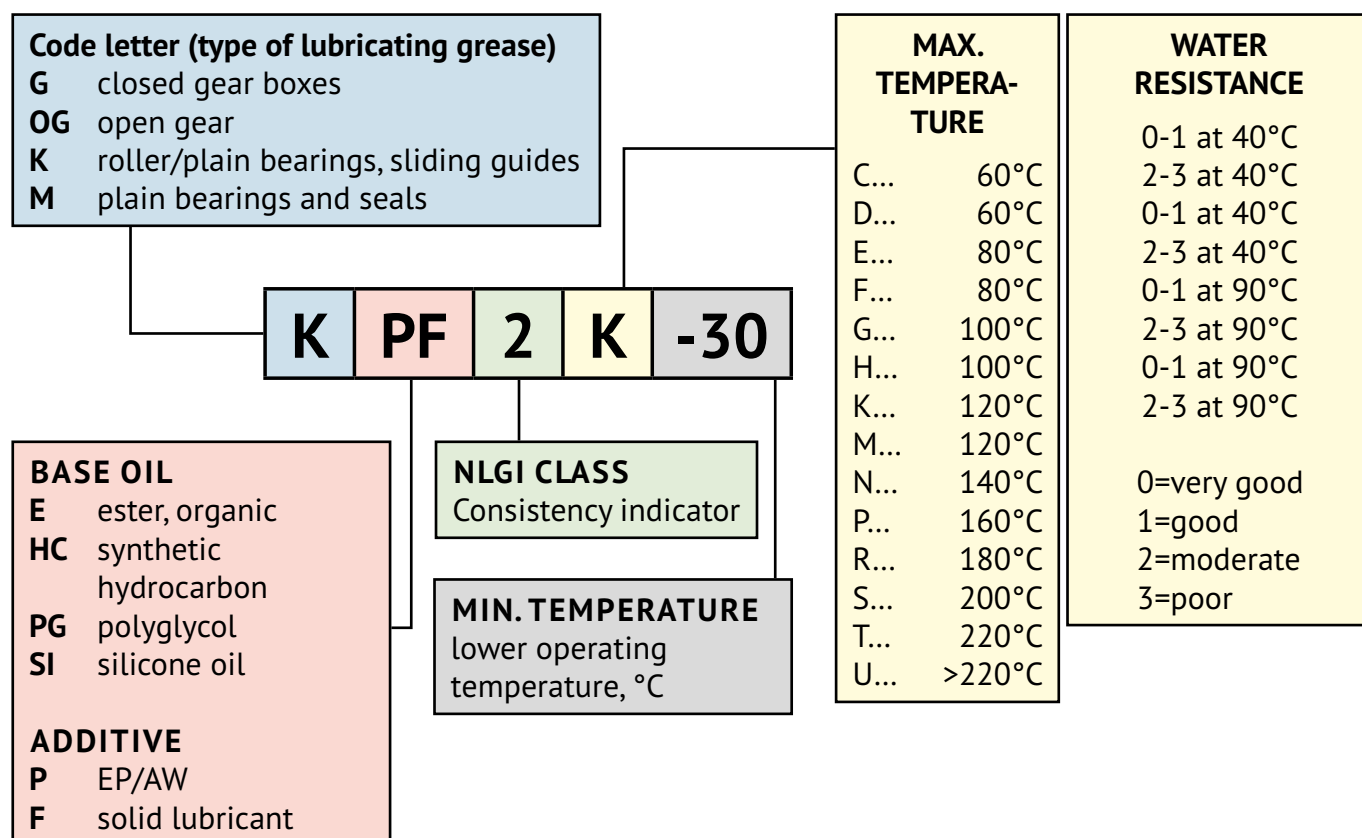 Code letter (type of lubricating grease)
G closed gear boxes
OG open gear
K roller/plain bearings, sliding guides
M plain bearings and seals
K PF 2 K -30
BASE OIL
E ester, organic
HC synthetic
hydrocarbon
PG polyglycol
SI silicone oil
ADDITIVE
P EP/AW
F solid lubricant
NLGI CLASS
Consistency indicator
MIN. TEMPERATURE
lower operating
temperature, °C
MAX.
TEMPERA-
TURE
C... 60°C
D... 60°C
E... 80°C
F... 80°C
G... 100°C
H... 100°C
K... 120°C
M... 120°C
N... 140°C
P... 160°C
R... 180°C
S... 200°C
T... 220°C
U... >220°C
WATER
RESISTANCE
0-1 at 40°C
2-3 at 40°C
0-1 at 40°C
2-3 at 40°C
0-1 at 90°C
2-3 at 90°C
0-1 at 90°C
2-3 at 90°C
0=very good
1=good
2=moderate
3=poor